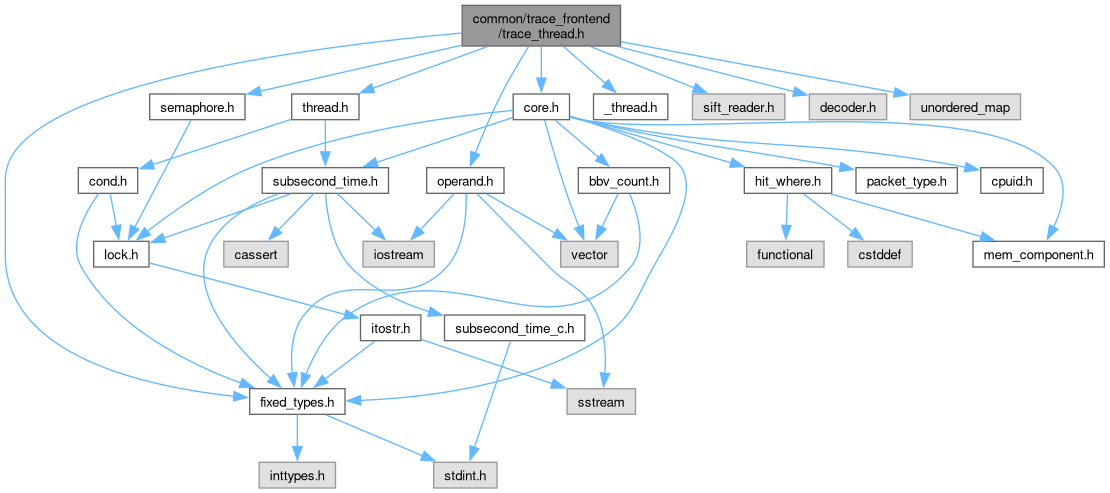 common/trace_frontend
/trace_thread.h
semaphore.h
thread.h
core.h
_thread.h
sift_reader.h
decoder.h
unordered_map
cond.h
subsecond_time.h
operand.h
bbv_count.h
hit_where.h
packet_type.h
cpuid.h
lock.h
cassert
iostream
vector
functional
cstddef
mem_component.h
itostr.h
subsecond_time_c.h
fixed_types.h
sstream
inttypes.h
stdint.h